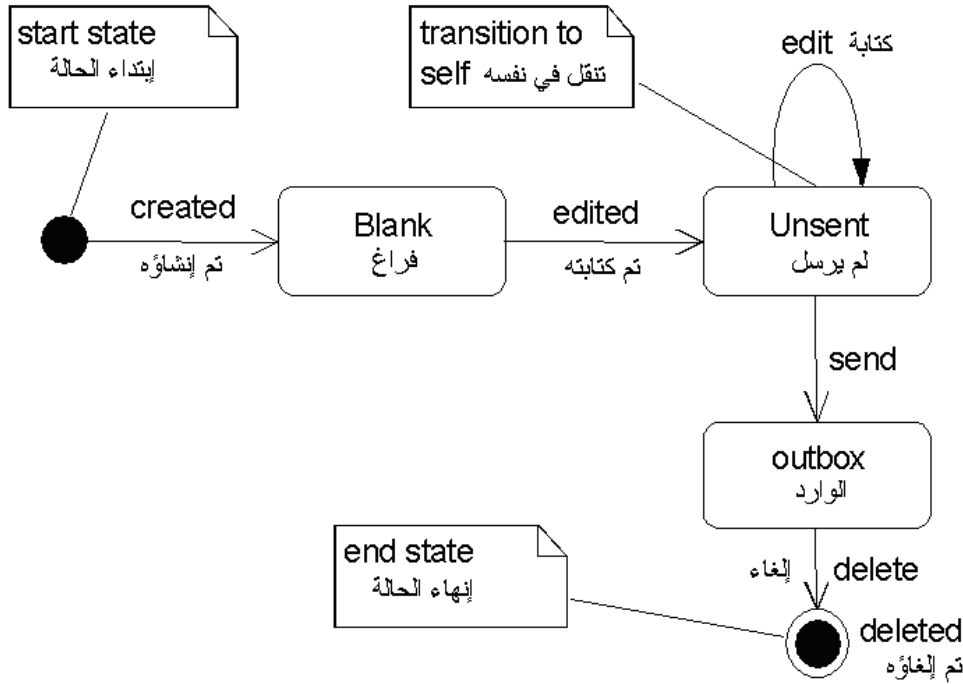 start state
إبتداء الحالة
transition to
self تنقل في نفسه
edit كتابة
created
تم إنشاؤه
Blank
فراغ
edited
تم كتابته
Unsent
لم يرسل
send
outbox
الوارد
end state
إنهاء الحالة
إلغاء delete
deleted
تم إلغاؤه